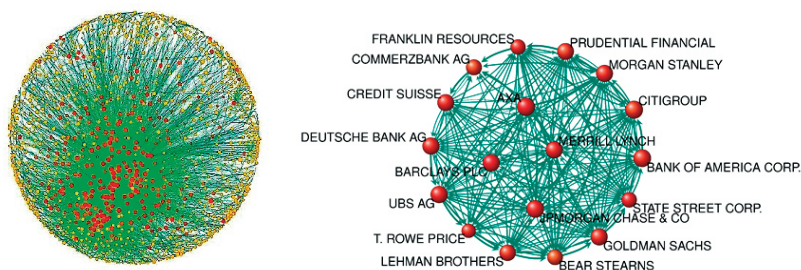 FRANKLIN RESOURCES
PRUDENTIAL FINANCIAL
COMMERZBANK AG
MORGAN STANLEY
CREDIT SUISSE
AXA
CITIGROUP
DEUTSCHE BANK AG
MERRILL LYNCH
BARCLAYS PLC
BANK OF AMERICA CORP.
UBS AG
STATE STREET CORP.
JPMORGAN CHASE & CO
T. ROWE PRICE
GOLDMAN SACHS
LEHMAN BROTHERS
BEAR STEARNS